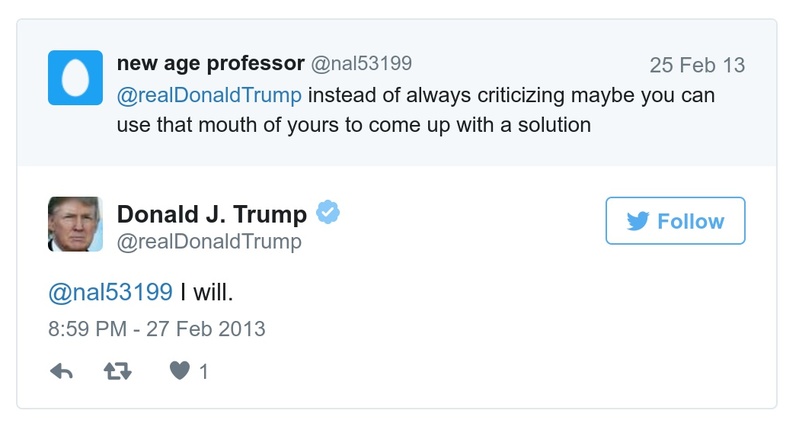 new age professor @nal53199 25 Feb 13
@realDonaldTrump instead of always criticizing maybe you can
use that mouth of yours to come up with a solution
Donald J. Trump
@realDonaldTrump
Follow
@nal53199 I will.
8:59 PM - 27 Feb 2013
1